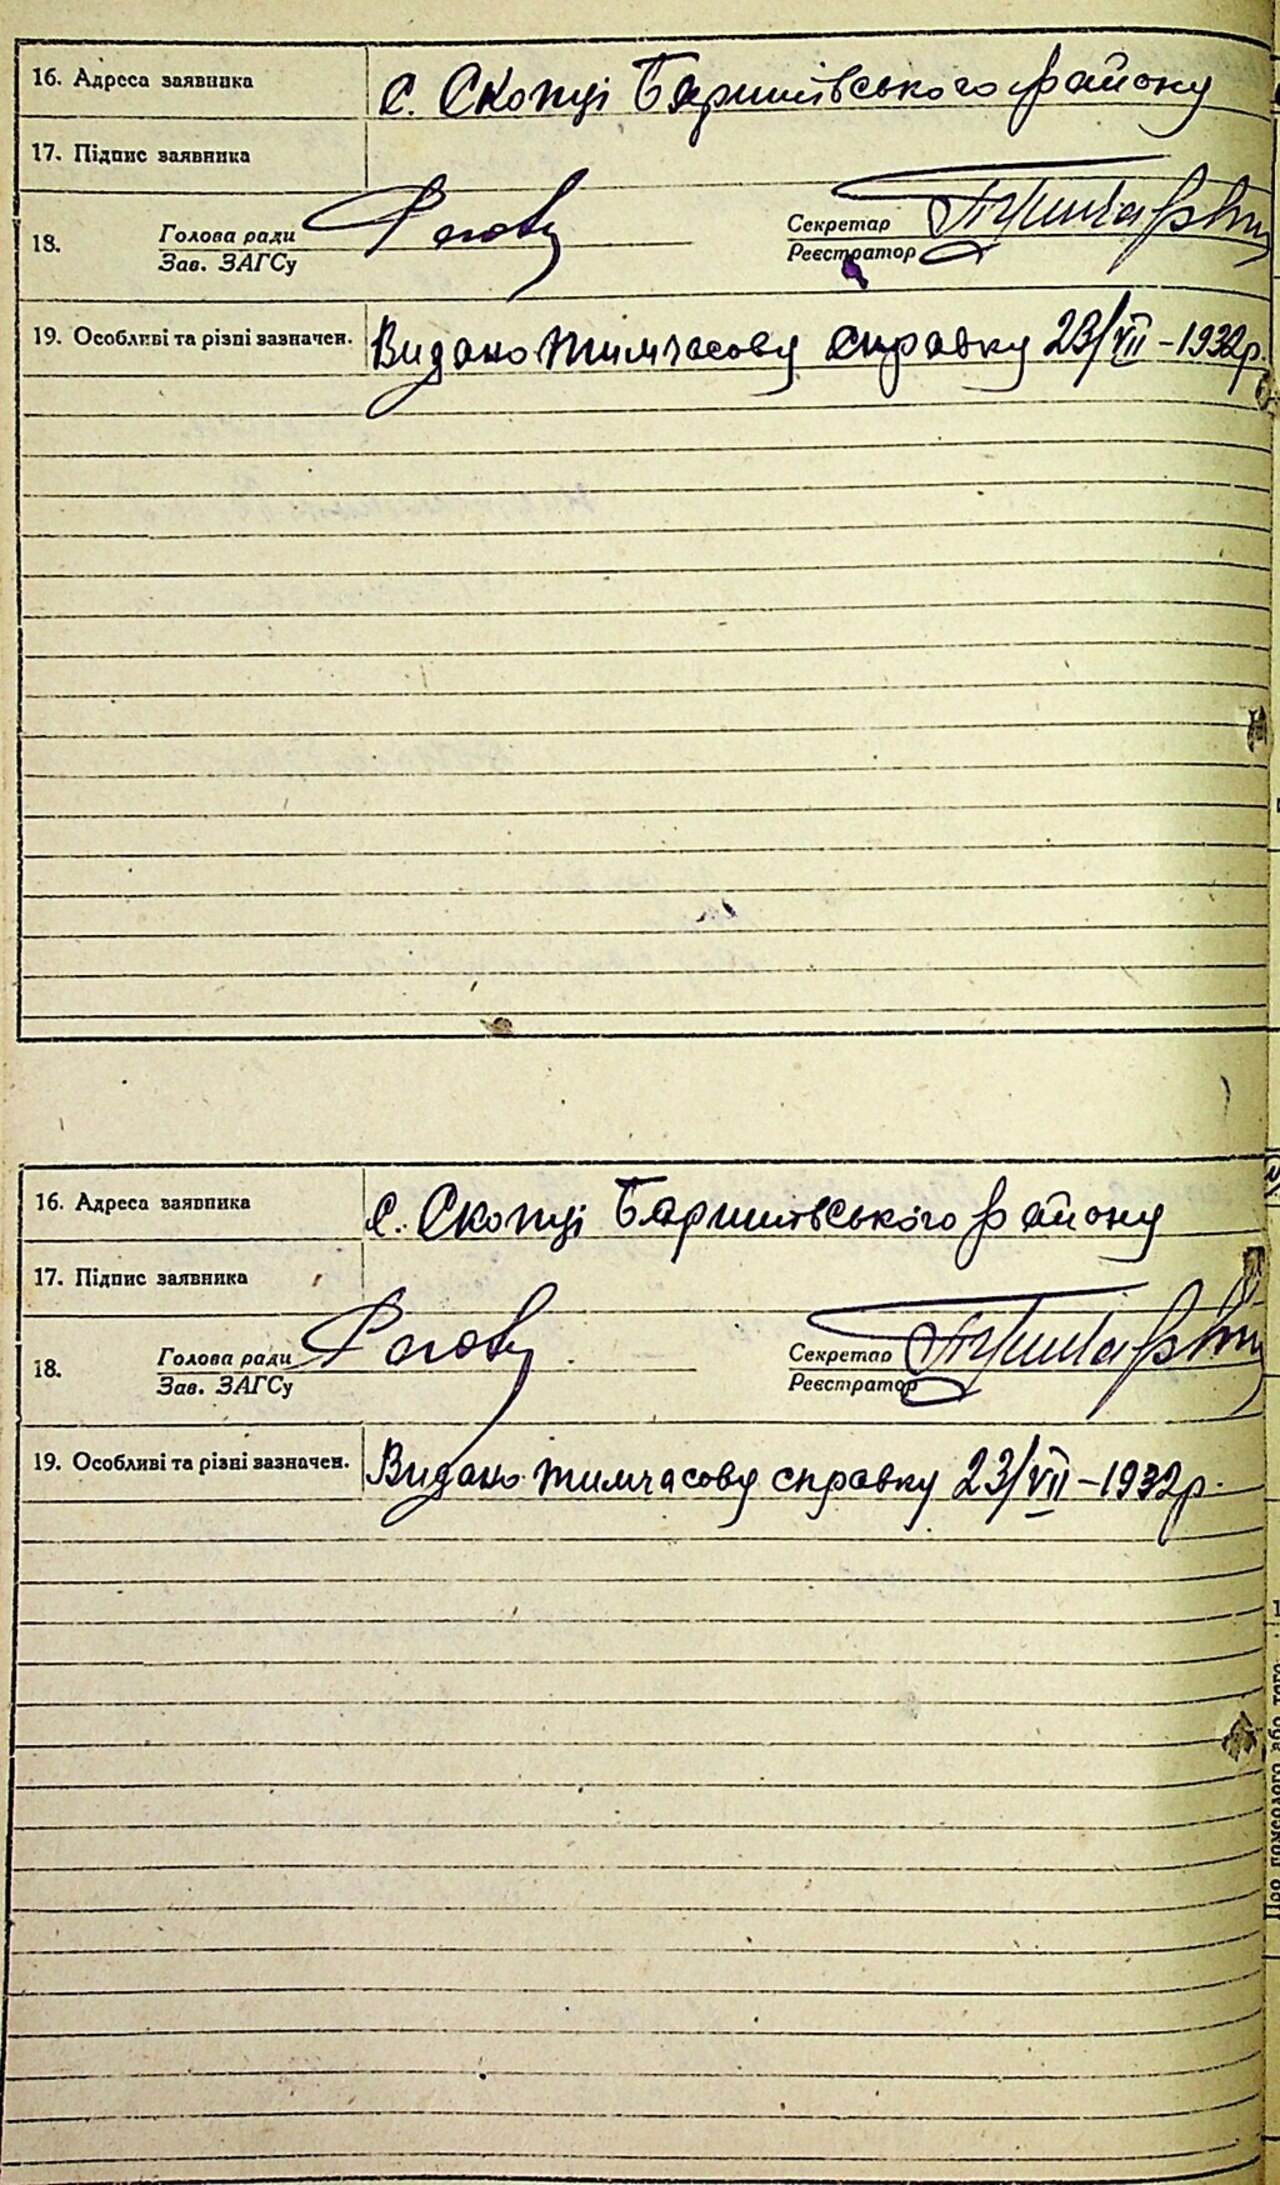 16. Адреса заявника с. Скопці Баришівського району
17. Підпис заявника
18. Голова ради Секретар
Зав. ЗАГСу Реєстратор
19. Особливі та різні зазначен. Видано тимчасову справку 23/VII – 1932р.
16. Адреса заявника с. Скопці Баришівського району
17. Підпис заявника
18. Голова ради Секретар
Зав. ЗАГСу Реєстратор
19. Особливі та різні зазначен. Видано тимчасову справку 23/VII – 1932р.